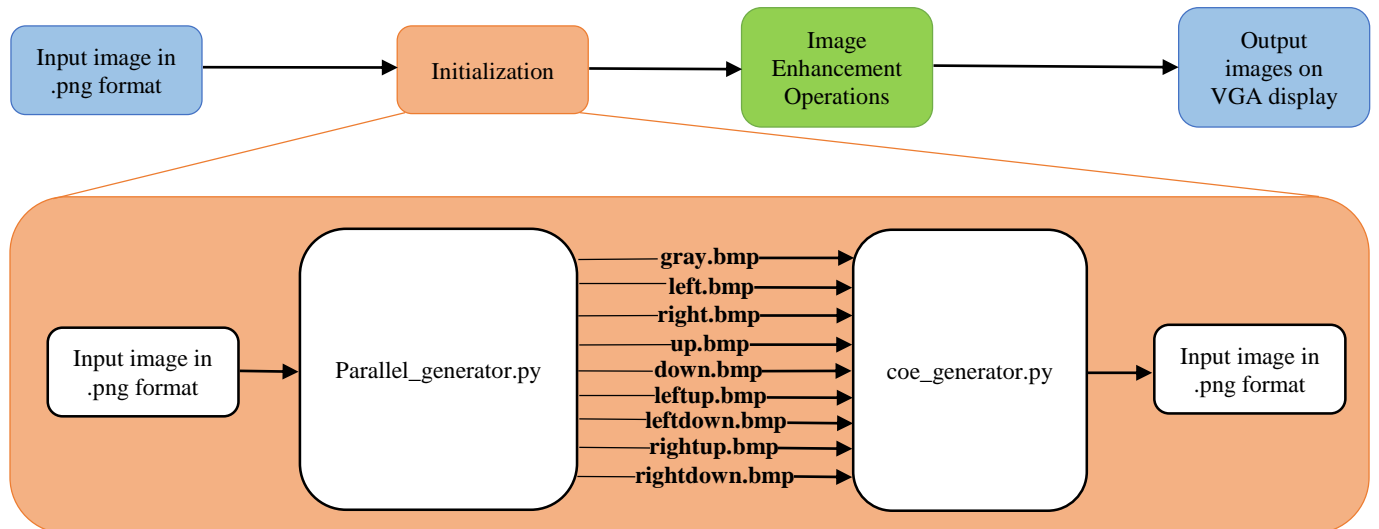 Input image in
.png format
Initialization
Image
Enhancement
Operations
Output
images on
VGA display
Input image in
.png format
Parallel_generator.py
gray.bmp
left.bmp
right.bmp
up.bmp
down.bmp
leftup.bmp
leftdown.bmp
rightup.bmp
rightdown.bmp
coe_generator.py
Input image in
.png format